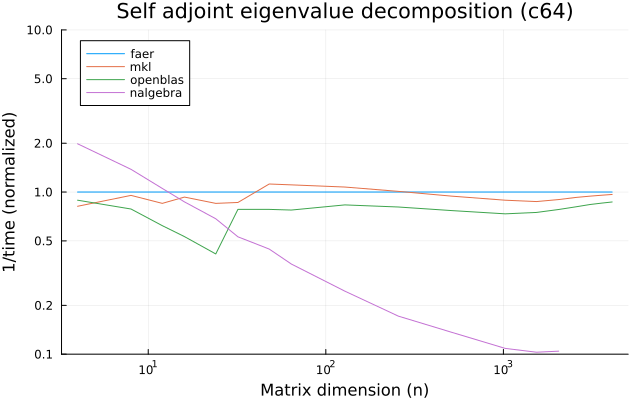 Self adjoint eigenvalue decomposition (c64)
10.0
5.0
2.0
1.0
0.5
0.2
0.1
1/time (normalized)
faer
mkl
openblas
nalgebra
10¹
10²
10³
Matrix dimension (n)